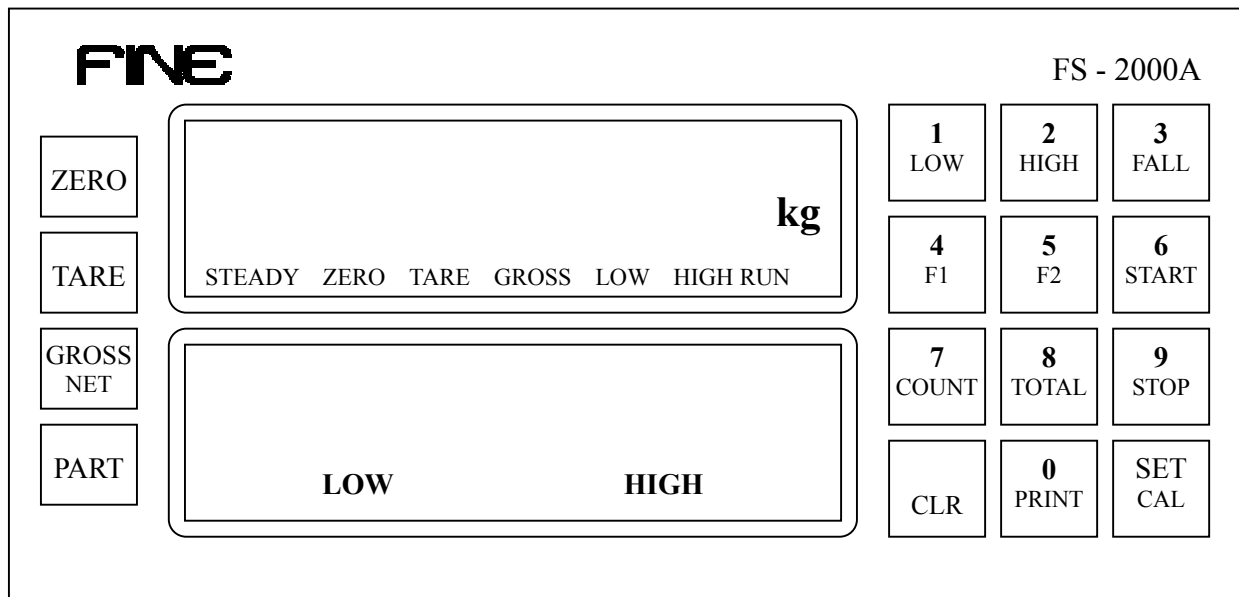 FINE
FS - 2000A
ZERO
TARE
GROSS
NET
PART
kg
STEADY ZERO TARE GROSS LOW HIGH RUN
LOW HIGH
1
LOW
2
HIGH
3
FALL
4
F1
5
F2
6
START
7
COUNT
8
TOTAL
9
STOP
CLR
0
PRINT
SET
CAL